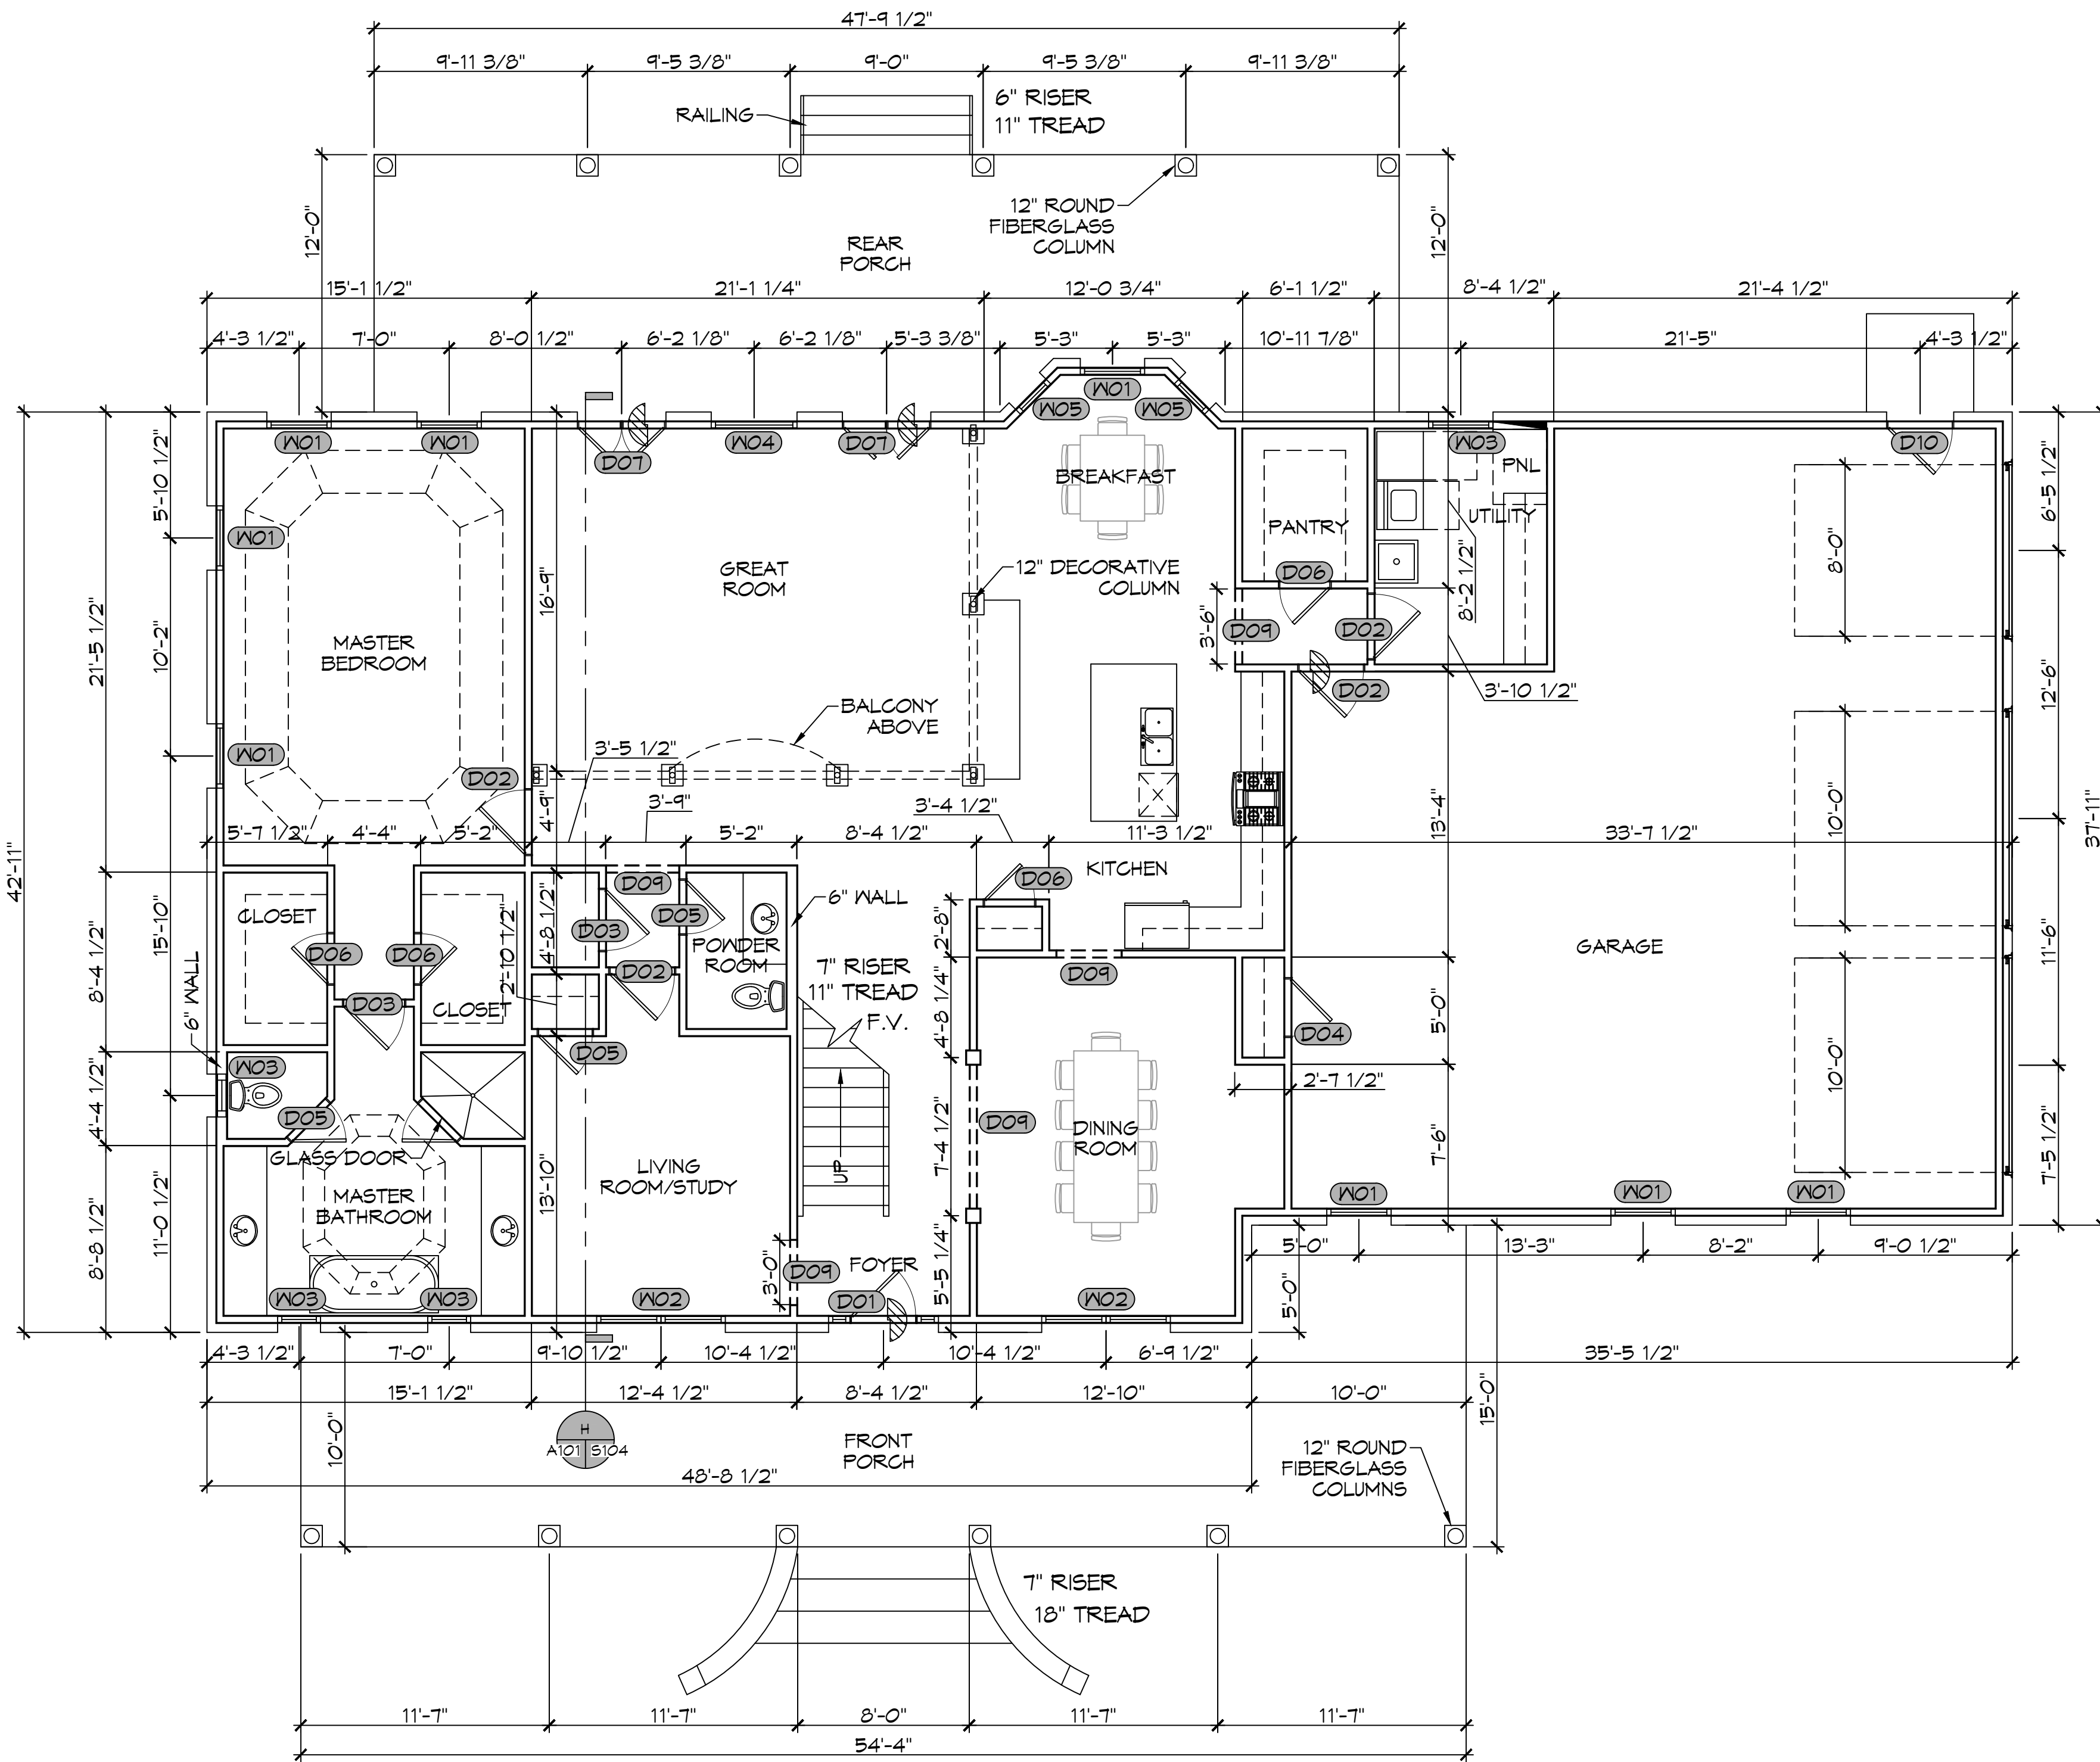 47'-9 1/2"
9'-11 3/8"
9'-5 3/8"
9'-0"
9'-5 3/8"
9'-11 3/8"
RAILING
6" RISER
11" TREAD
12'-0"
12" ROUND
FIBERGLASS
COLUMN
12'-0"
REAR
PORCH
15'-1 1/2"
21'-1 1/4"
12'-0 3/4"
6'-1 1/2"
8'-4 1/2"
21'-4 1/2"
4'-3 1/2"
7'-0"
8'-0 1/2"
6'-2 1/8"
6'-2 1/8"
5'-3 3/8"
5'-3"
5'-3"
10'-11 7/8"
21'-5"
4'-3 1/2"
W01
W05
W05
W01
W01
D07
W04
D07
W03
D10
PNL
BREAKFAST
PANTRY
UTILITY
5'-10 1/2"
6'-5 1/2"
W01
8'-0"
GREAT
ROOM
12" DECORATIVE
COLUMN
D06
16'-9"
8'-2 1/2"
3'-6"
D09
D02
21'-5 1/2"
10'-2"
MASTER
BEDROOM
12'-6"
D02
3'-10 1/2"
BALCONY
ABOVE
W01
D02
3'-5 1/2"
4'-9"
3'-9"
3'-4 1/2"
13'-4"
10'-0"
37'-11"
42'-11"
5'-7 1/2"
4'-4"
5'-2"
5'-2"
8'-4 1/2"
11'-3 1/2"
33'-7 1/2"
KITCHEN
D06
D09
6" WALL
CLOSET
D06
D06
2'-10 1/2"
4'-8 1/2"
D03
D05
POWDER
ROOM
2'-8"
15'-10"
8'-4 1/2"
GARAGE
11'-6"
D02
D09
7" RISER
11" TREAD
F.V.
6" WALL
D03
CLOSET
4'-8 1/4"
5'-0"
D04
D05
W03
2'-7 1/2"
10'-0"
4'-4 1/2"
D05
D09
DINING
ROOM
7'-4 1/2"
7'-6"
7'-5 1/2"
GLASS DOOR
UP
LIVING
ROOM/STUDY
13'-10"
MASTER
BATHROOM
W01
W01
W01
11'-0 1/2"
8'-8 1/2"
5'-0"
13'-3"
8'-2"
9'-0 1/2"
FOYER
3'-0"
D09
5'-5 1/4"
5'-0"
W03
W03
W02
D01
W02
4'-3 1/2"
7'-0"
9'-10 1/2"
10'-4 1/2"
10'-4 1/2"
6'-9 1/2"
35'-5 1/2"
15'-1 1/2"
12'-4 1/2"
8'-4 1/2"
12'-10"
10'-0"
15'-0"
10'-0"
H
A101 S104
FRONT
PORCH
12" ROUND
FIBERGLASS
COLUMNS
48'-8 1/2"
7" RISER
18" TREAD
11'-7"
11'-7"
8'-0"
11'-7"
11'-7"
54'-4"